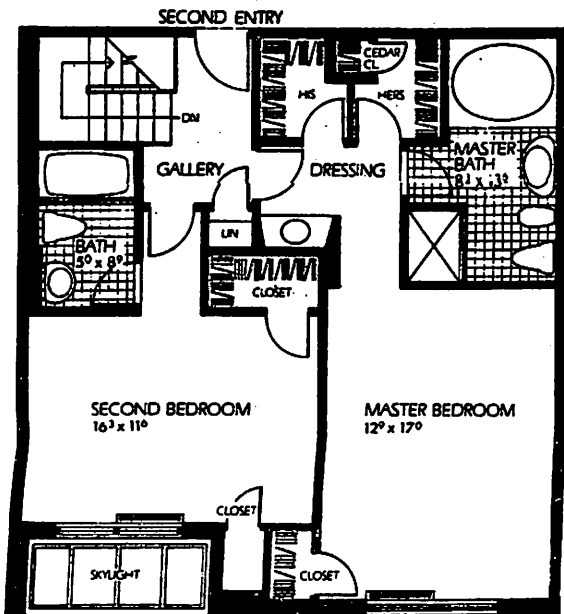 SECOND ENTRY
CEDAR
CL.
HIS
HERS
DN
GALLERY
DRESSING
MASTER
BATH
LIN
BATH
5⁰ x 8⁹
CLOSET
SECOND BEDROOM
16³ x 11⁶
MASTER BEDROOM
12⁹ x 17⁰
CLOSET
SKYLIGHT
CLOSET